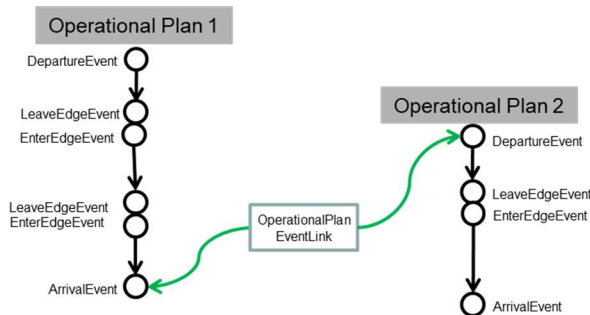 Operational Plan 1
DepartureEvent
LeaveEdgeEvent
EnterEdgeEvent
LeaveEdgeEvent
EnterEdgeEvent
ArrivalEvent
OperationalPlan
EventLink
Operational Plan 2
DepartureEvent
LeaveEdgeEvent
EnterEdgeEvent
ArrivalEvent